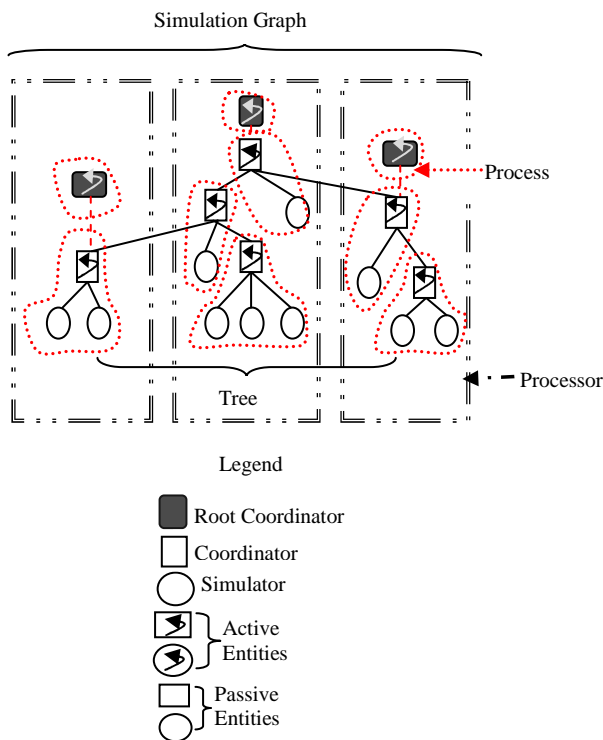 Simulation Graph
Process
Processor
Tree
Legend
Root Coordinator
Coordinator
Simulator
Active
Entities
Passive
Entities